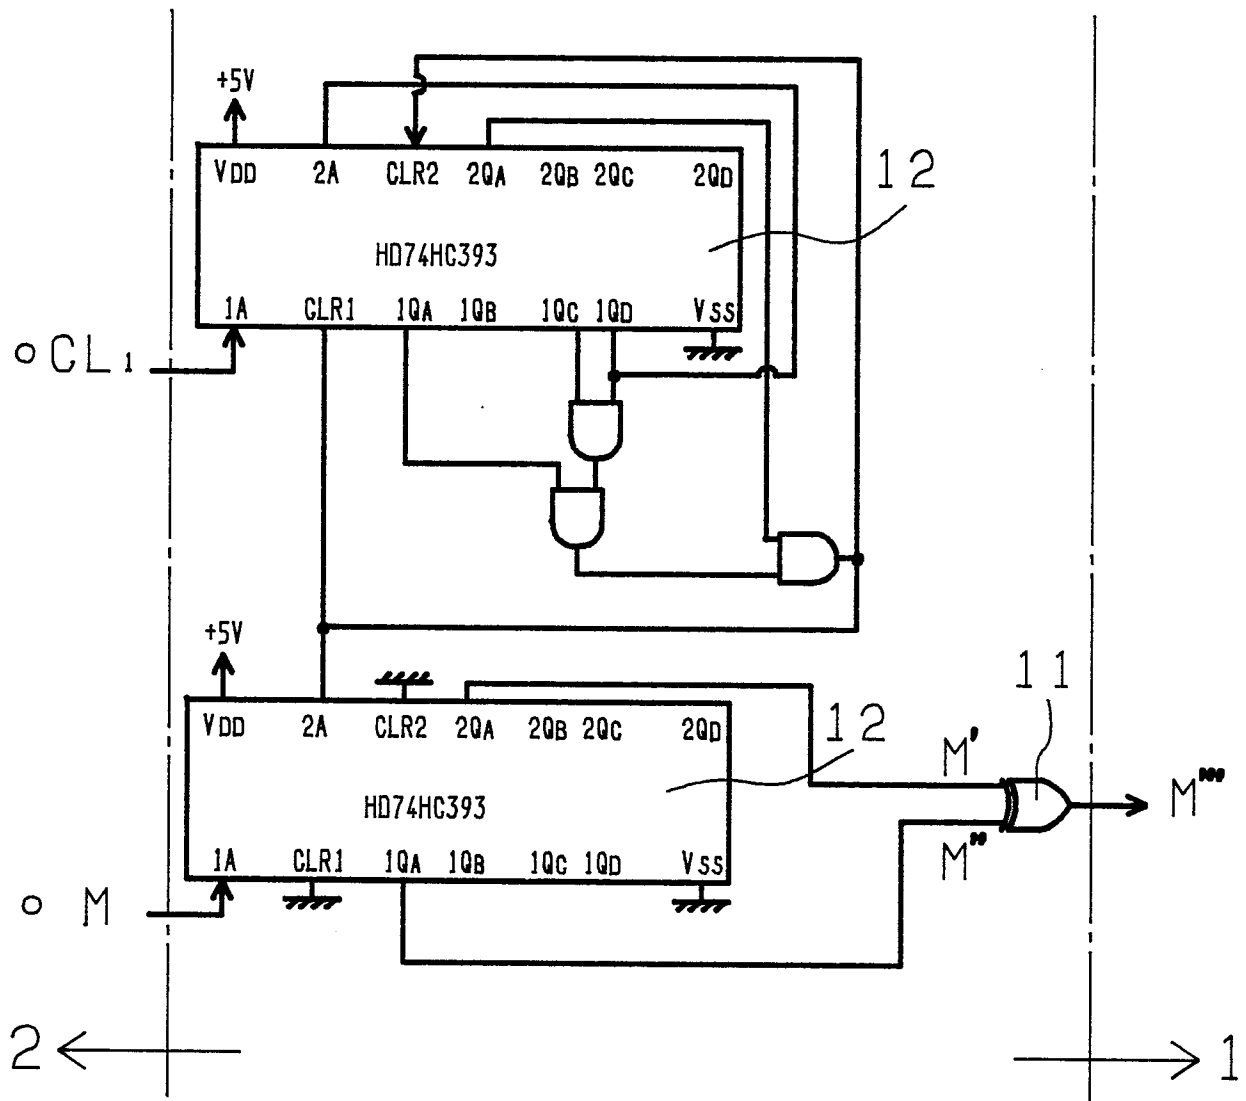 +5V
VDD 2A CLR2 2QA 2QB 2QC 2QD
12
HD74HC393
1A CLR1 1QA 1QB 1QC 1QD VSS
CL1
+5V
11
VDD 2A CLR2 2QA 2QB 2QC 2QD
12
M'
M'''
HD74HC393
M''
1A CLR1 1QA 1QB 1QC 1QD VSS
M
2
1